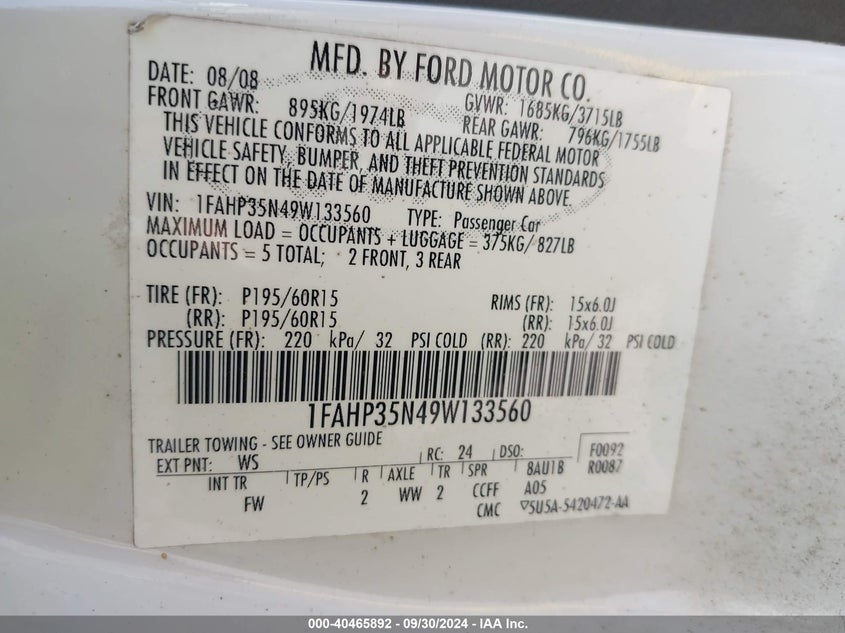 MFD. BY FORD MOTOR CO.
DATE: 08/08 GVWR: 1685KG/3715LB
FRONT GAWR: 895KG/1974LB REAR GAWR: 796KG/1755LB
THIS VEHICLE CONFORMS TO ALL APPLICABLE FEDERAL MOTOR
VEHICLE SAFETY, BUMPER, AND THEFT PREVENTION STANDARDS
IN EFFECT ON THE DATE OF MANUFACTURE SHOWN ABOVE.
VIN: 1FAHP35N49W133560 TYPE: Passenger Car
MAXIMUM LOAD = OCCUPANTS + LUGGAGE = 375KG/827LB
OCCUPANTS = 5 TOTAL; 2 FRONT, 3 REAR
TIRE (FR): P195/60R15 RIMS (FR): 15x6.0J
(RR): P195/60R15 (RR): 15x6.0J
PRESSURE (FR): 220 kPa/ 32 PSI COLD (RR): 220 kPa/ 32 PSI COLD
1FAHP35N49W133560
TRAILER TOWING - SEE OWNER GUIDE F0092
EXT PNT: WS RC: 24 DSO: R0087
INT TR TP/PS R AXLE TR SPR 8AU1B
FW 2 WW 2 CCFF A05
CMC ▽5U5A-5420472-AA
000-40465892 - 09/30/2024 - IAA Inc.